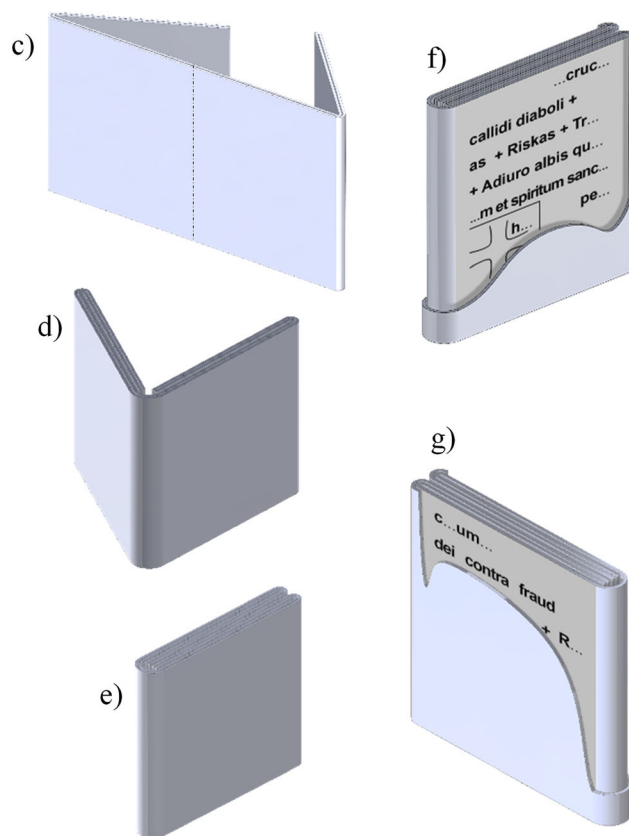 c)
d)
e)
f)
...cruc...
callidi diaboli +
as + Riskas + Tr...
+ Adiuro albis qu...
...m et spiritum sanc...
pe...
h...
g)
c...um...
dei contra fraud
+ R...